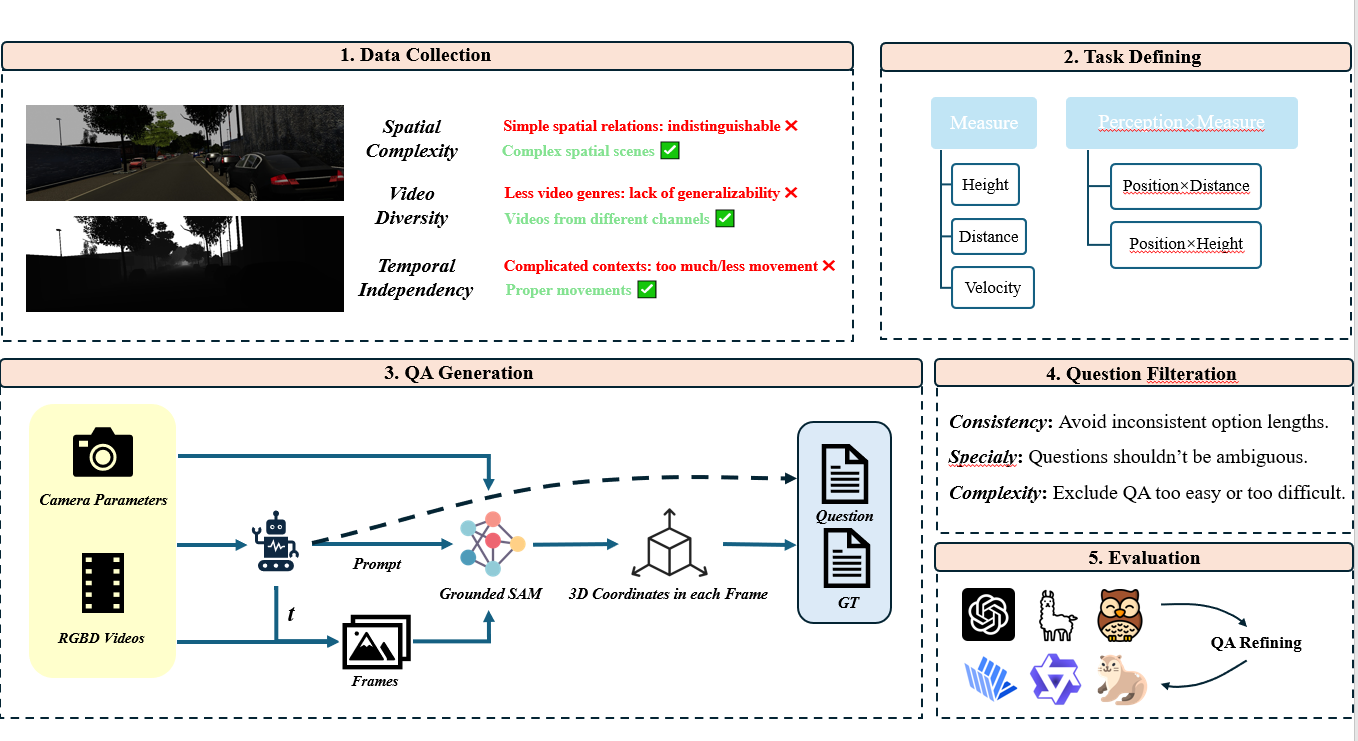 1. Data Collection
Spatial
Complexity
Simple spatial relations: indistinguishable ❌
Complex spatial scenes ✅
Video
Diversity
Less video genres: lack of generalizability ❌
Videos from different channels ✅
Temporal
Independency
Complicated contexts: too much/less movement ❌
Proper movements ✅
2. Task Defining
Measure
Height
Distance
Velocity
Perception×Measure
Position×Distance
Position×Height
3. QA Generation
Camera Parameters
RGBD Videos
t
Prompt
Frames
Grounded SAM
3D Coordinates in each Frame
Question
GT
4. Question Filteration
Consistency: Avoid inconsistent option lengths.
Specialy: Questions shouldn't be ambiguous.
Complexity: Exclude QA too easy or too difficult.
5. Evaluation
QA Refining